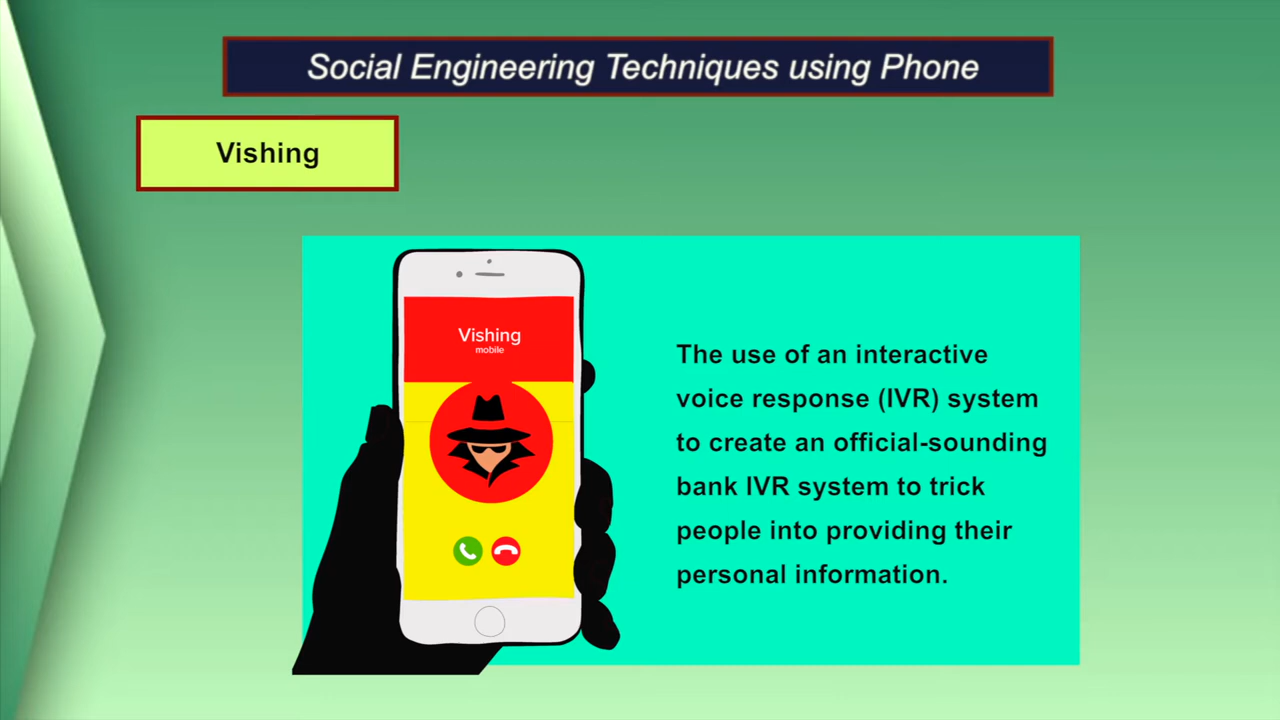 Social Engineering Techniques using Phone
Vishing
Vishing
mobile
The use of an interactive
voice response (IVR) system
to create an official-sounding
bank IVR system to trick
people into providing their
personal information.